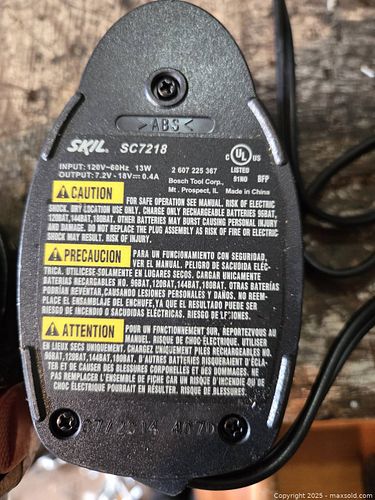 >ABS<
SKIL SC7218
INPUT: 120V~60Hz 13W
OUTPUT: 7.2V-18V⎓0.4A
2 607 225 367
Bosch Tool Corp.
Mt. Prospect, IL Made in China
C UL US
LISTED
BFP
CAUTION FOR SAFE OPERATION SEE MANUAL. RISK OF ELECTRIC
SHOCK. DRY LOCATION USE ONLY. CHARGE ONLY RECHARGEABLE BATTERIES 96BAT,
120BAT,144BAT,180BAT. OTHER BATTERIES MAY BURST CAUSING PERSONAL INJURY
AND DAMAGE. DO NOT REPLACE THE PLUG ASSEMBLY AS RISK OF FIRE OR ELECTRIC
SHOCK MAY RESULT. RISK OF INJURY.
PRECAUCION PARA UN FUNCIONAMIENTO CON SEGURIDAD,
VER EL MANUAL. PELIGRO DE SACUDIDA ELÉC-
TRICA. UTILICESE SOLAMENTE EN LUGARES SECOS. CARGAR UNICAMENTE
BATERIAS RECARGABLES NO. 96BAT,120BAT,144BAT,180BAT. OTRAS BATERÍAS
PODRÍAN REVENTAR,CAUSANDO LESIONES PERSONALES Y DAÑOS. NO REEM-
PLACE EL ENSAMBLAJE DEL ENCHUFE, YA QUE EL RESULTADO PUEDE SER
RIESGO DE INCENDIO O SACUDIDAS ELÉCTRICAS. RIESGO DE LESIONES.
ATTENTION POUR UN FONCTIONNEMENT SUR, REPORTEZ-VOUS AU
MANUEL. RISQUE DE CHOC-ÉLECTRIQUE. UTILISER
EN LIEUX SECS UNIQUEMENT. CHARGEZ UNIQUEMENT PILES RECHARGEABLES NO.
96BAT,120BAT,144BAT,180BAT. D'AUTRES BATTERIES RISQUERAIENT D'ÉCLA-
TER ET DE CAUSER DES BLESSURES CORPORELLES ET DES DOMMAGES. NE
PAS REMPLACER L'ENSEMBLE DE FICHE CAR UN RISQUE D'INCENDIE OU DE
CHOC ÉLECTRIQUE POURRAIT EN RESULTER. RISQUE DE BLESSURES.
Copyright © 2025 - maxsold.com